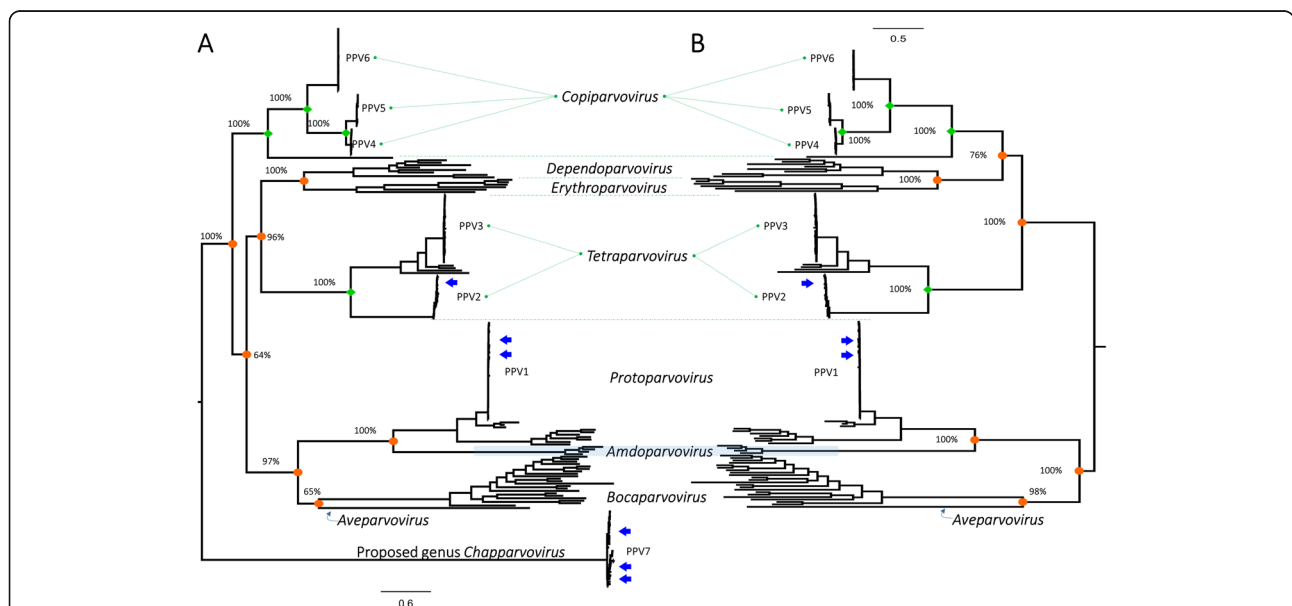 A
B
0.5
PPV6
PPV6
Copiparvovirus
100%
PPV5
PPV5
100%
100%
100%
100%
100%
PPV4
PPV4
76%
100%
Dependoparvovirus
100%
Erythroparvovirus
PPV3
PPV3
100%
96%
100%
Tetraparvovirus
100%
PPV2
PPV2
100%
64%
PPV1
PPV1
Protoparvovirus
100%
100%
Amdoparvovirus
97%
100%
65%
Bocaparvovirus
98%
Aveparvovirus
Aveparvovirus
Proposed genus Chapparvovirus
PPV7
0.6